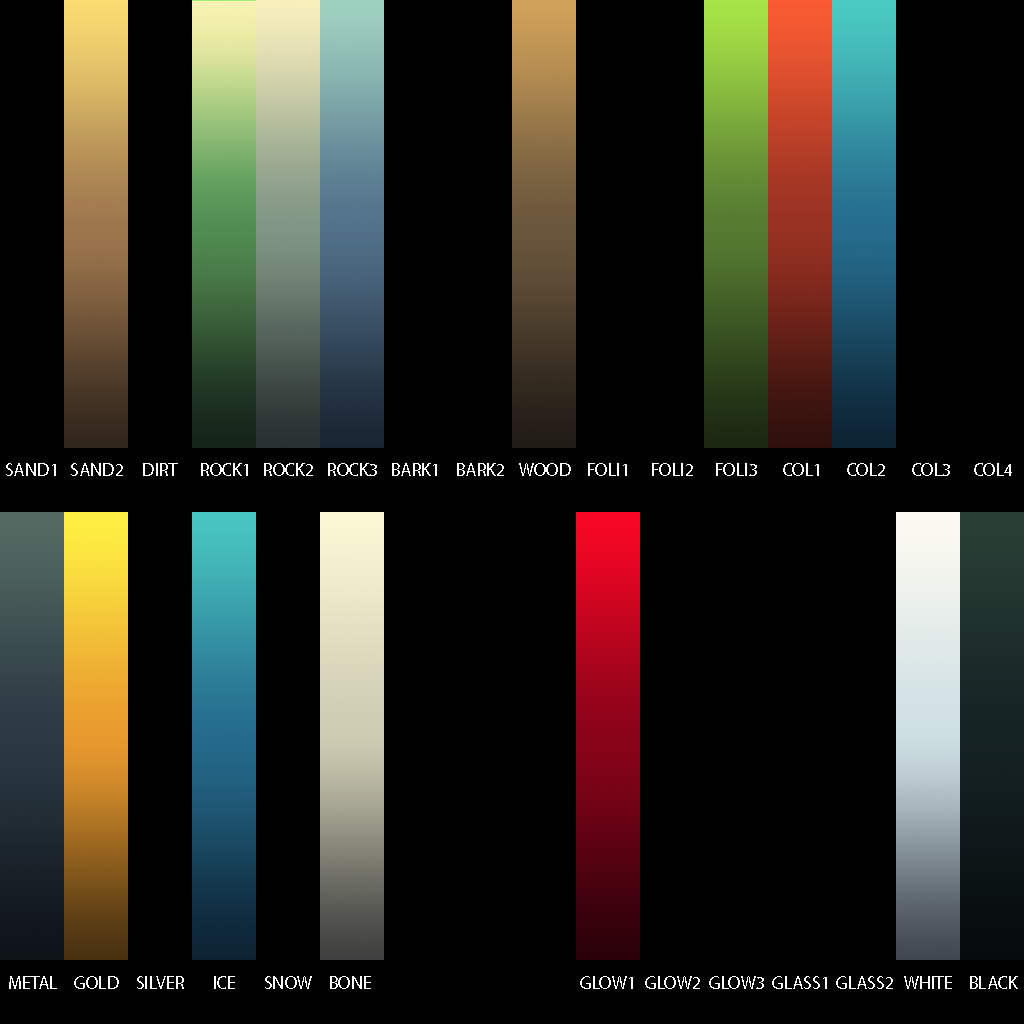 SAND1 SAND2 DIRT ROCK1 ROCK2 ROCK3 BARK1 BARK2 WOOD FOLI1 FOLI2 FOLI3 COL1 COL2 COL3 COL4
METAL GOLD SILVER ICE SNOW BONE GLOW1 GLOW2 GLOW3 GLASS1 GLASS2 WHITE BLACK